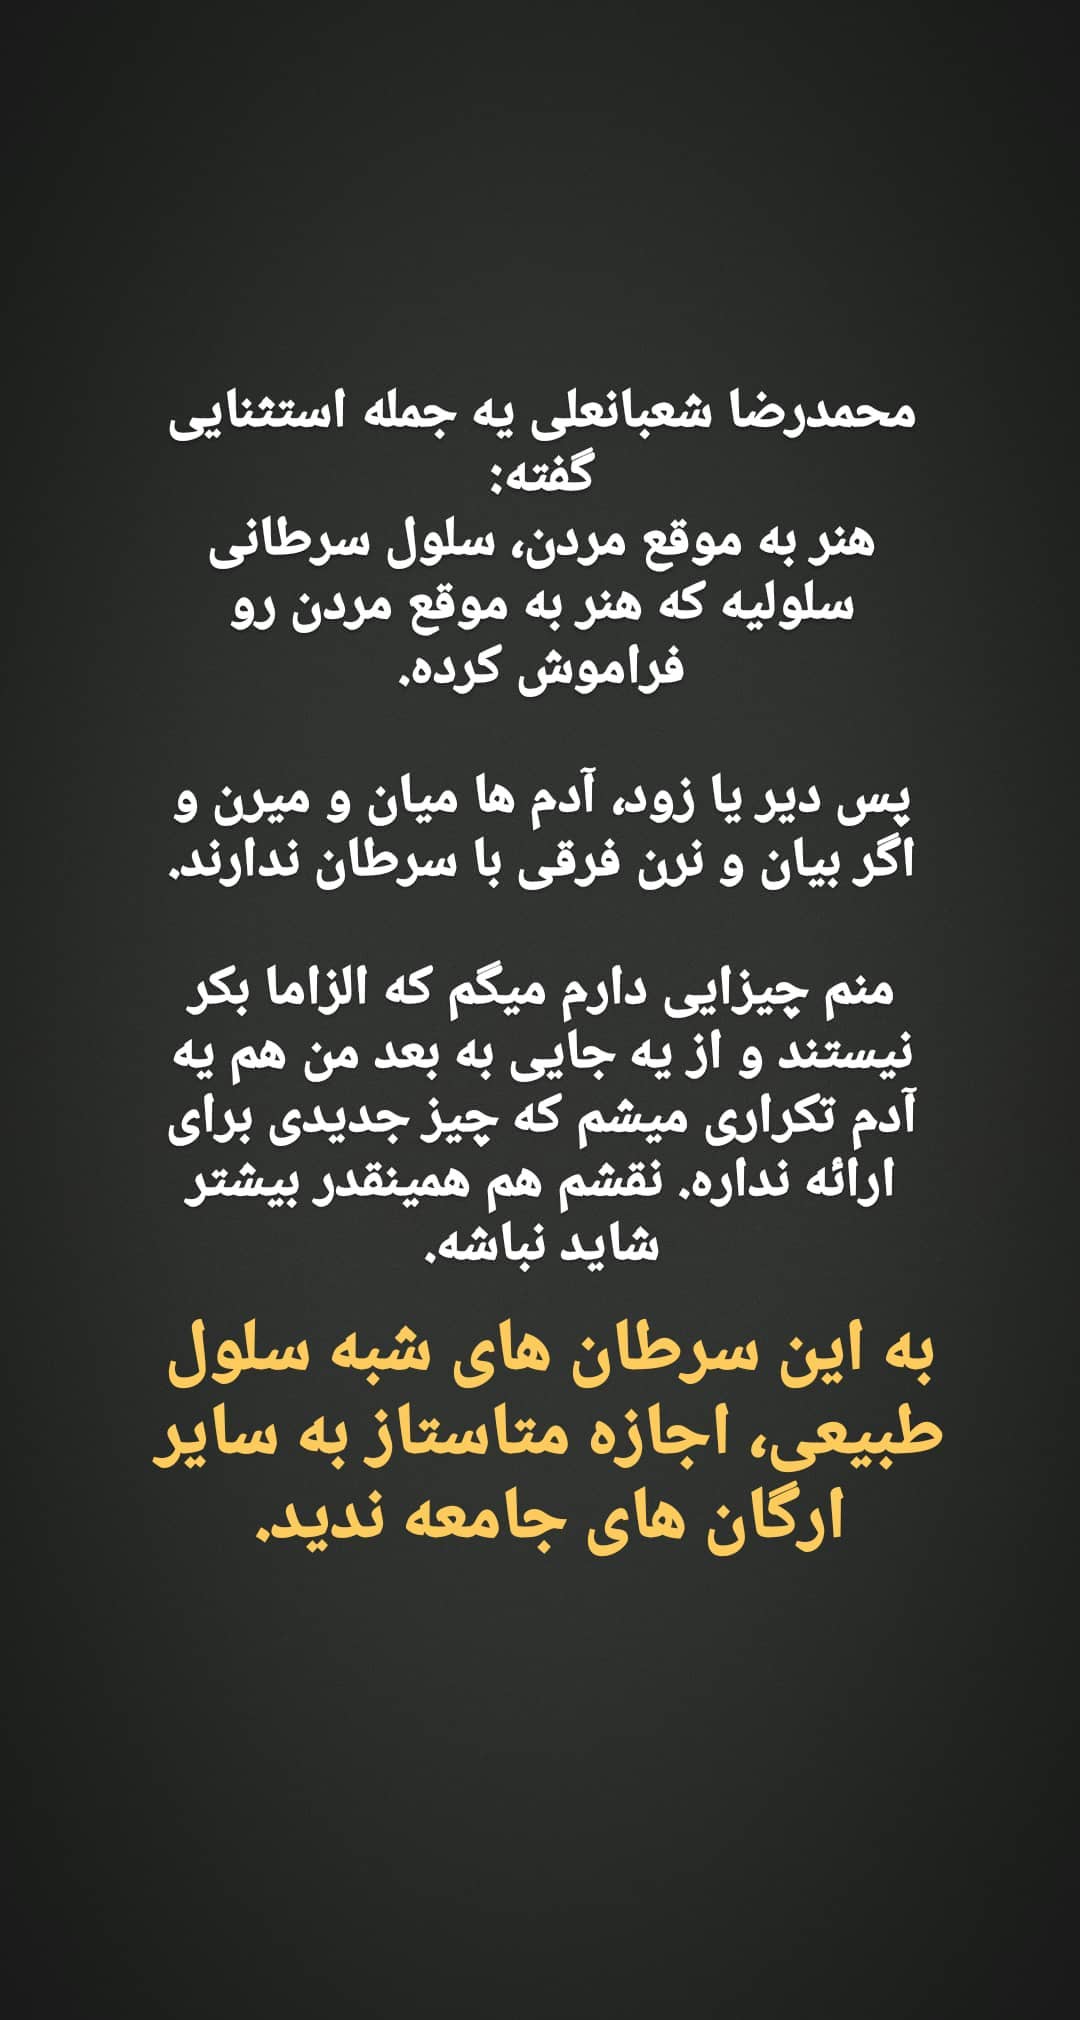 محمدرضا شعبانعلی یه جمله استثنایی
گفته:
هنر به موقع مردن، سلول سرطانی
سلولیه که هنر به موقع مردن رو
فراموش کرده.
پس دیر یا زود، آدم ها میان و میرن و
اگر بیان و نرن فرقی با سرطان ندارند.
منم چیزایی دارم میگم که الزاما بکر
نیستند و از یه جایی به بعد من هم یه
آدم تکراری میشم که چیز جدیدی برای
ارائه نداره. نقشم هم همینقدر بیشتر
شاید نباشه.
به این سرطان های شبه سلول
طبیعی، اجازه متاستاز به سایر
ارگان های جامعه ندید.